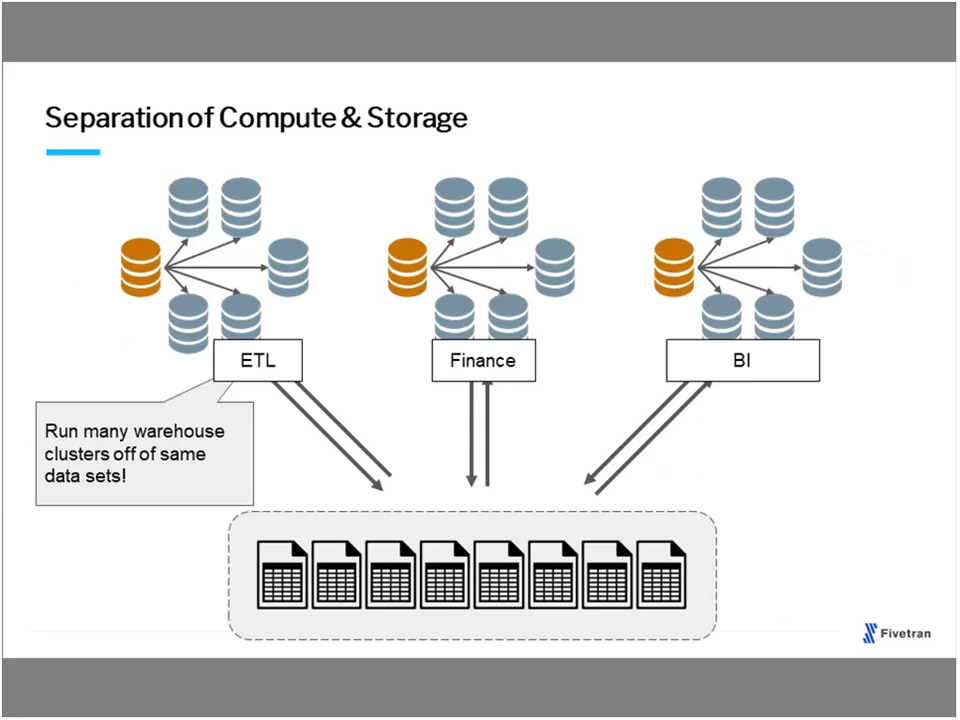 Separation of Compute & Storage
ETL
Finance
BI
Run many warehouse
clusters off of same
data sets!
Fivetran